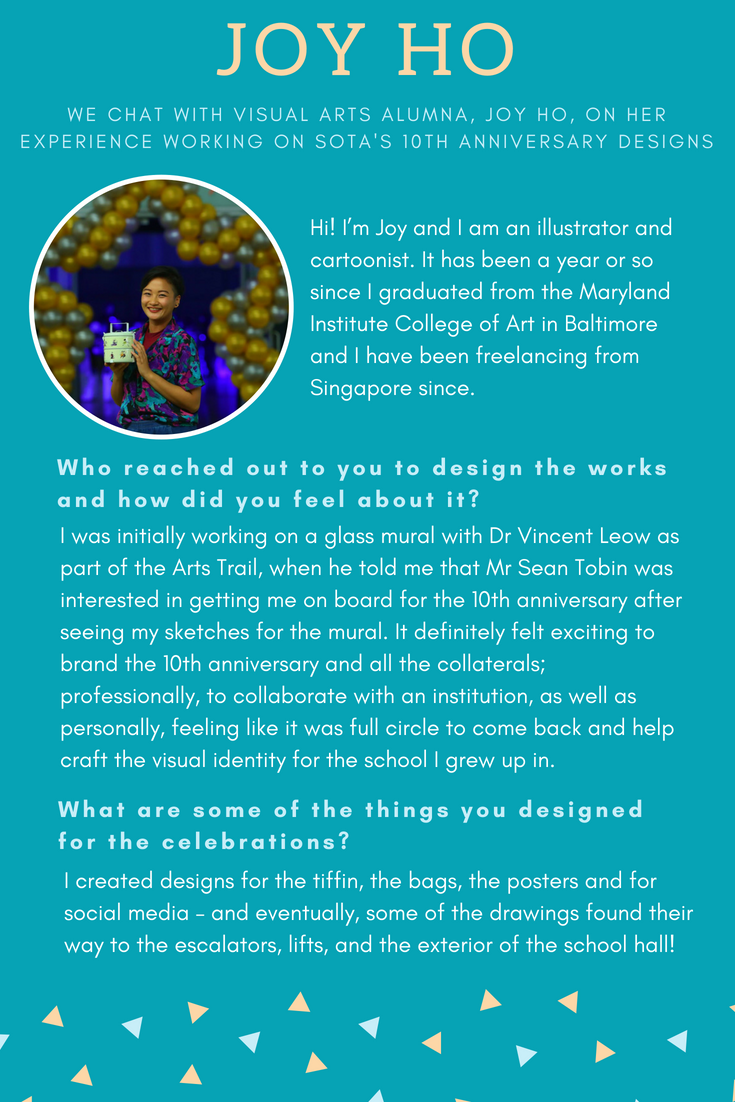 JOY HO
WE CHAT WITH VISUAL ARTS ALUMNA, JOY HO, ON HER
EXPERIENCE WORKING ON SOTA'S 10TH ANNIVERSARY DESIGNS
Hi! I’m Joy and I am an illustrator and
cartoonist. It has been a year or so
since I graduated from the Maryland
Institute College of Art in Baltimore
and I have been freelancing from
Singapore since.
Who reached out to you to design the works
and how did you feel about it?
I was initially working on a glass mural with Dr Vincent Leow as
part of the Arts Trail, when he told me that Mr Sean Tobin was
interested in getting me on board for the 10th anniversary after
seeing my sketches for the mural. It definitely felt exciting to
brand the 10th anniversary and all the collaterals;
professionally, to collaborate with an institution, as well as
personally, feeling like it was full circle to come back and help
craft the visual identity for the school I grew up in.
What are some of the things you designed
for the celebrations?
I created designs for the tiffin, the bags, the posters and for
social media – and eventually, some of the drawings found their
way to the escalators, lifts, and the exterior of the school hall!